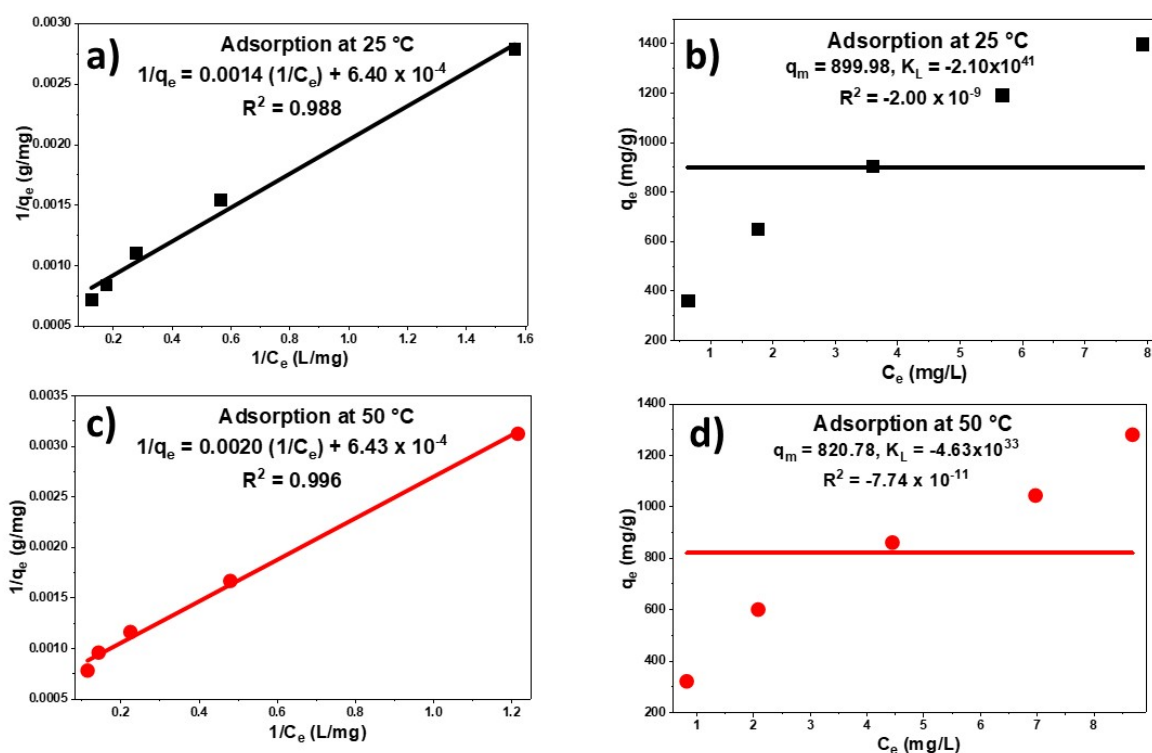 a)
Adsorption at 25 °C
1/qₑ = 0.0014 (1/Cₑ) + 6.40 x 10⁻⁴
R² = 0.988
1/qₑ (g/mg)
0.0030
0.0025
0.0020
0.0015
0.0010
0.0005
0.2 0.4 0.6 0.8 1.0 1.2 1.4 1.6
1/Cₑ (L/mg)
b)
Adsorption at 25 °C
qₘ = 899.98, K_L = -2.10x10⁴¹
R² = -2.00 x 10⁻⁹
qₑ (mg/g)
1400
1200
1000
800
600
400
200
1 2 3 4 5 6 7 8
Cₑ (mg/L)
c)
Adsorption at 50 °C
1/qₑ = 0.0020 (1/Cₑ) + 6.43 x 10⁻⁴
R² = 0.996
1/qₑ (g/mg)
0.0035
0.0030
0.0025
0.0020
0.0015
0.0010
0.0005
0.2 0.4 0.6 0.8 1.0 1.2
1/Cₑ (L/mg)
d)
Adsorption at 50 °C
qₘ = 820.78, K_L = -4.63x10³³
R² = -7.74 x 10⁻¹¹
qₑ (mg/g)
1400
1200
1000
800
600
400
200
1 2 3 4 5 6 7 8
Cₑ (mg/L)